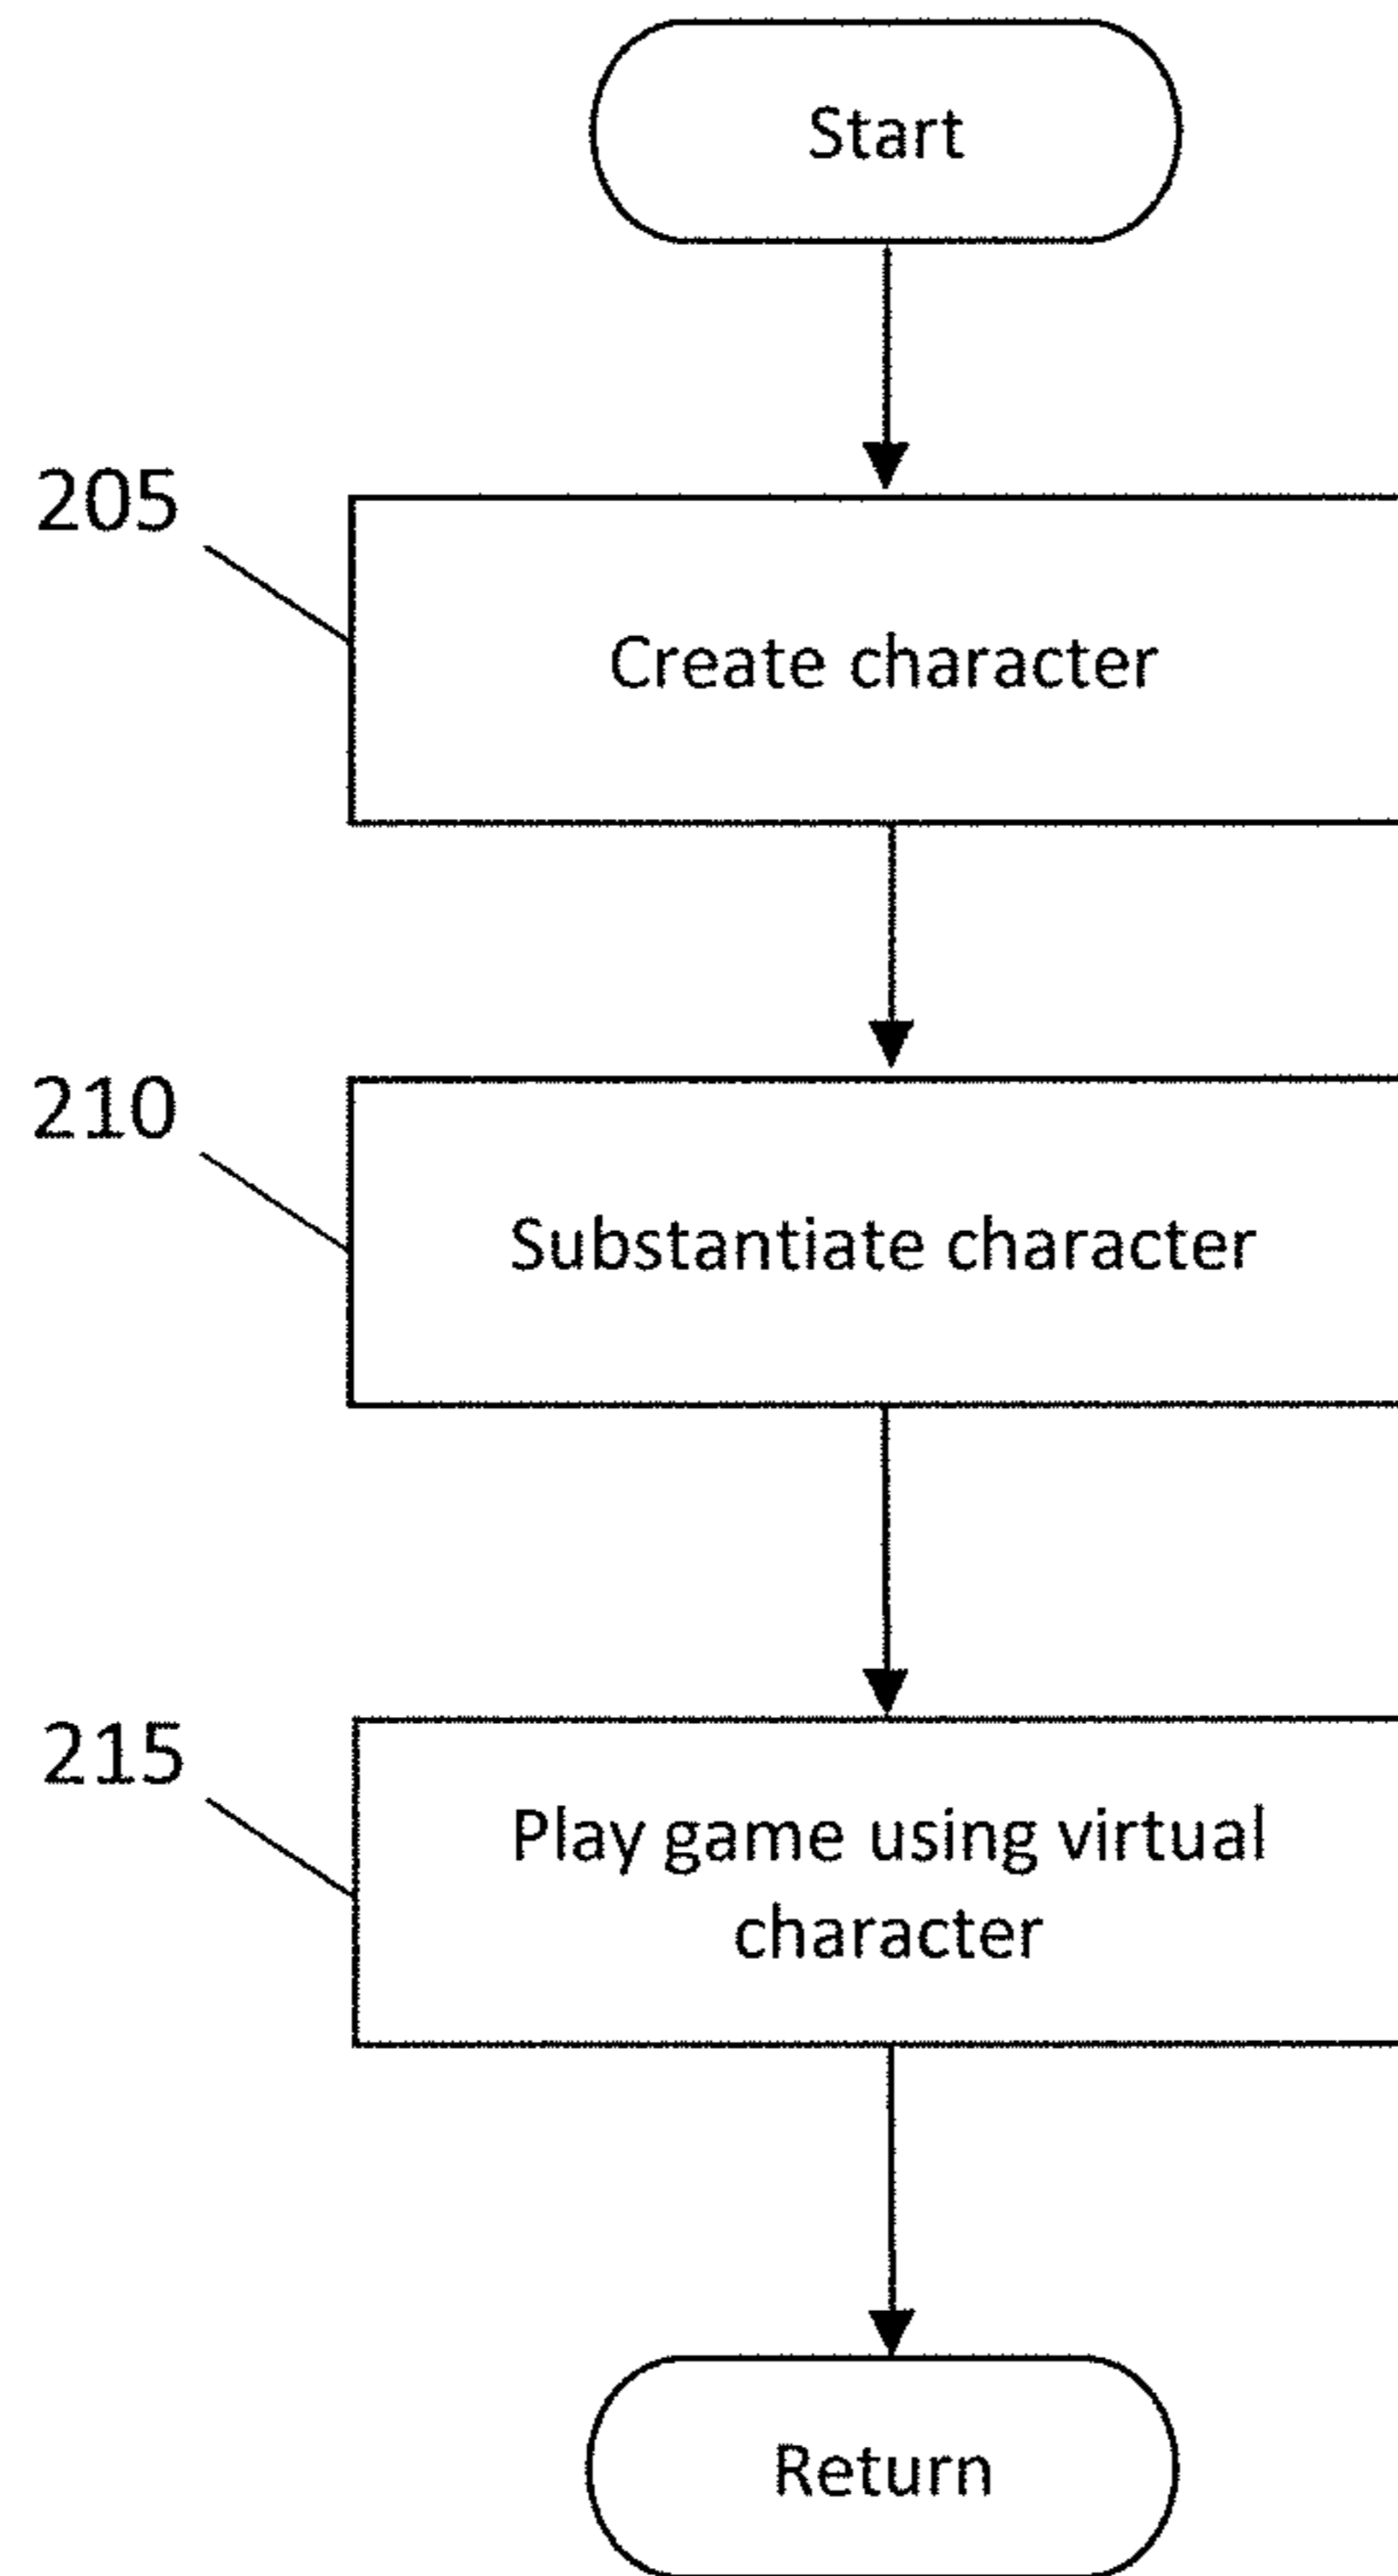 Start
205
Create character
210
Substantiate character
215
Play game using virtual
character
Return